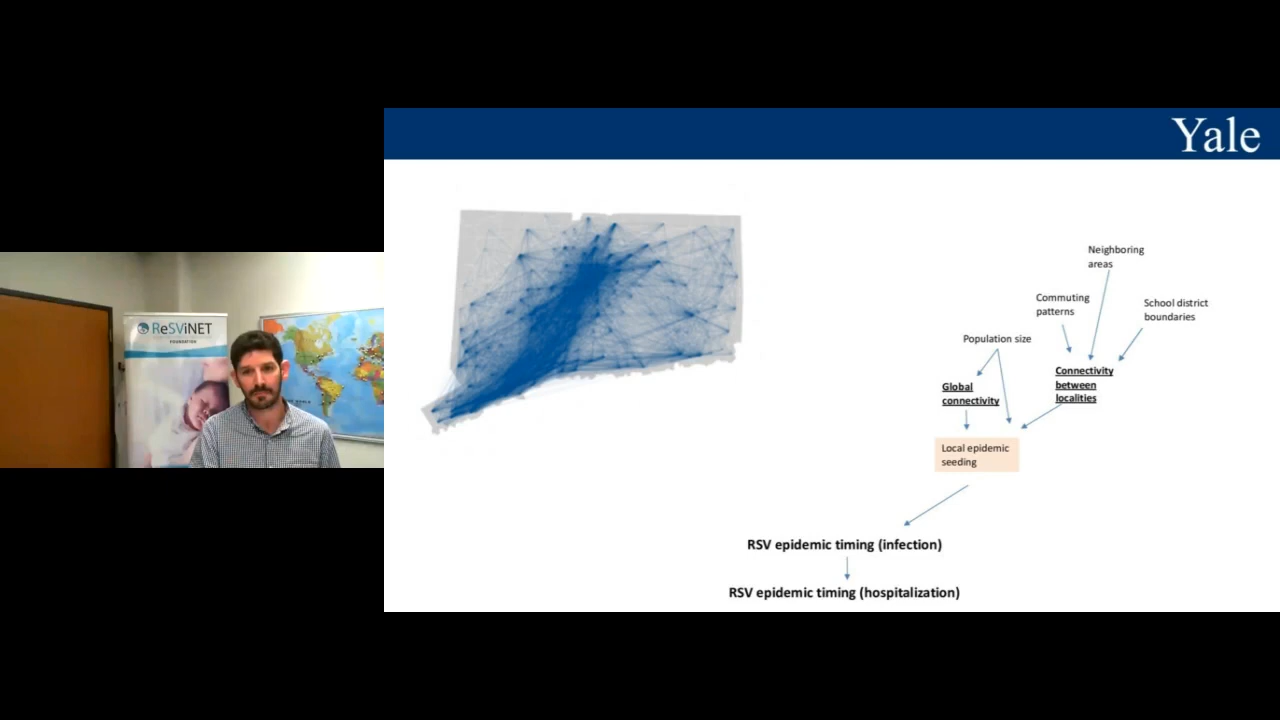 Yale
ReSViNET
FOUNDATION
Neighboring
areas
Commuting
patterns
School district
boundaries
Population size
Connectivity
between
localities
Global
connectivity
Local epidemic
seeding
RSV epidemic timing (infection)
RSV epidemic timing (hospitalization)